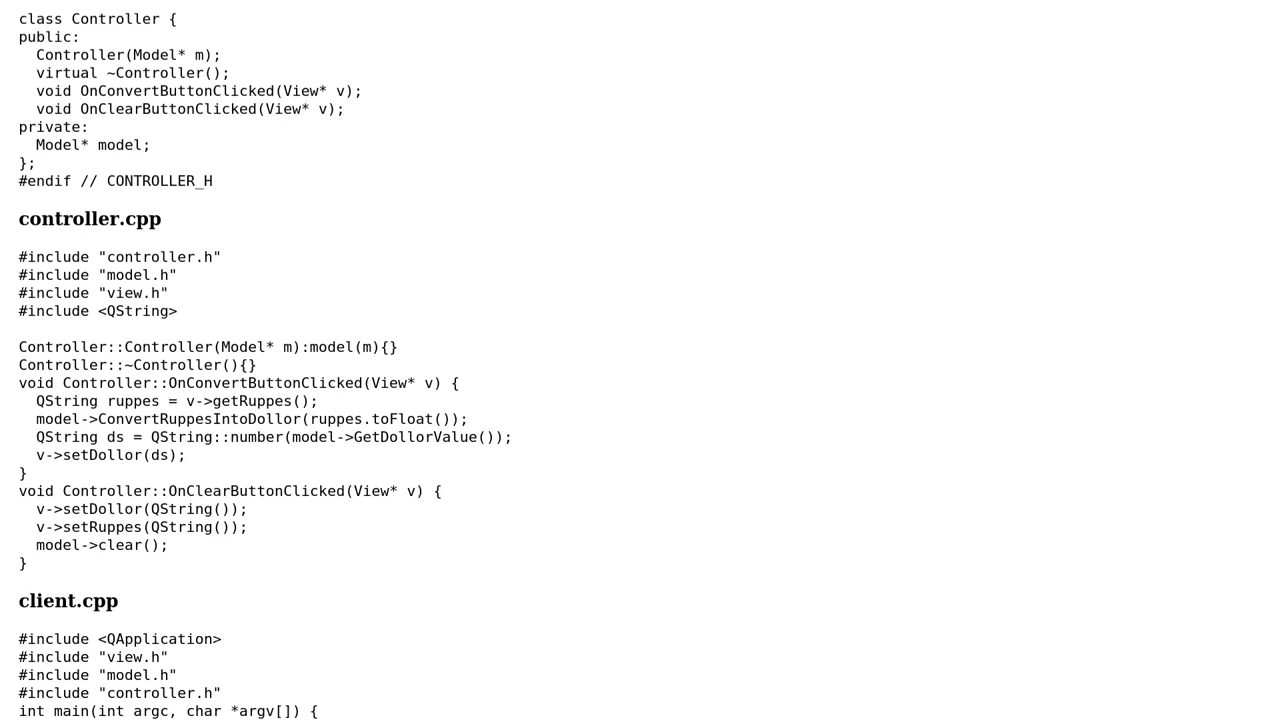 class Controller {
public:
  Controller(Model* m);
  virtual ~Controller();
  void OnConvertButtonClicked(View* v);
  void OnClearButtonClicked(View* v);
private:
  Model* model;
};
#endif // CONTROLLER_H
controller.cpp
#include "controller.h"
#include "model.h"
#include "view.h"
#include <QString>

Controller::Controller(Model* m):model(m){}
Controller::~Controller(){}
void Controller::OnConvertButtonClicked(View* v) {
  QString ruppes = v->getRuppes();
  model->ConvertRuppesIntoDollor(ruppes.toFloat());
  QString ds = QString::number(model->GetDollorValue());
  v->setDollor(ds);
}
void Controller::OnClearButtonClicked(View* v) {
  v->setDollor(QString());
  v->setRuppes(QString());
  model->clear();
}
client.cpp
#include <QApplication>
#include "view.h"
#include "model.h"
#include "controller.h"
int main(int argc, char *argv[]) {